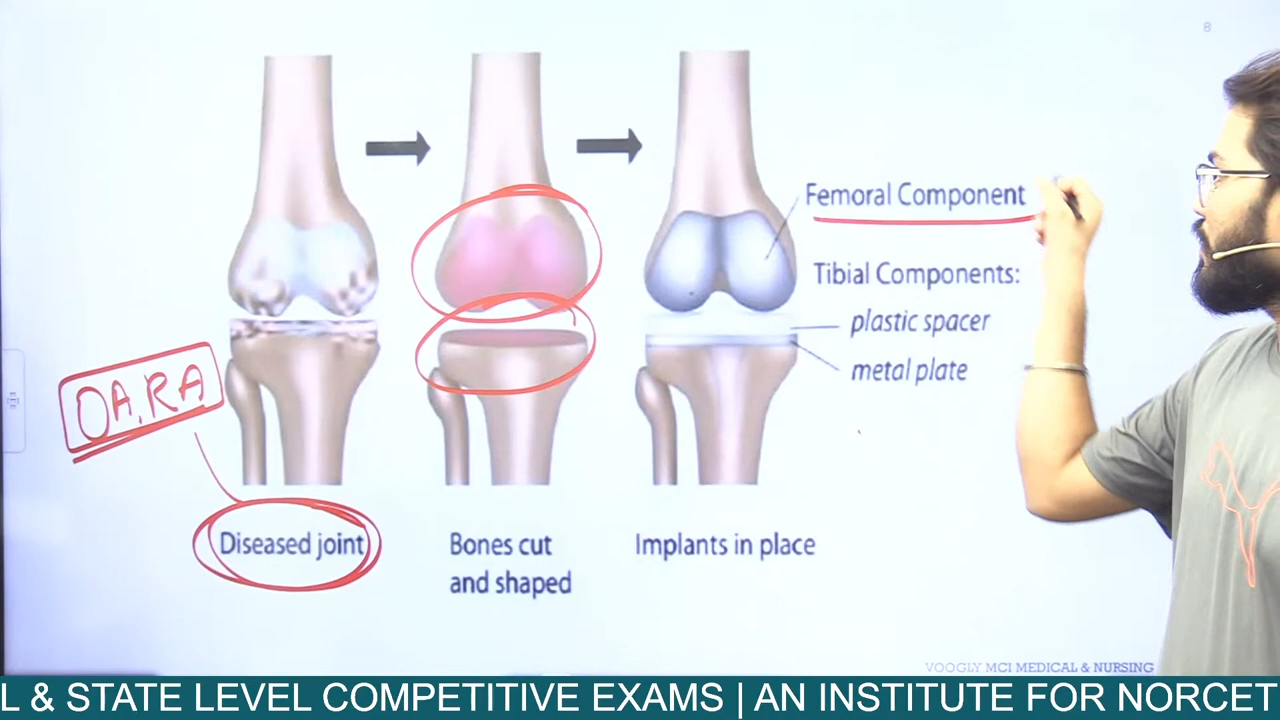 8
Femoral Component
Tibial Components:
plastic spacer
metal plate
OA, RA
Diseased joint
Bones cut
and shaped
Implants in place
VOOGLY MCI MEDICAL & NURSING
L & STATE LEVEL COMPETITIVE EXAMS | AN INSTITUTE FOR NORCET